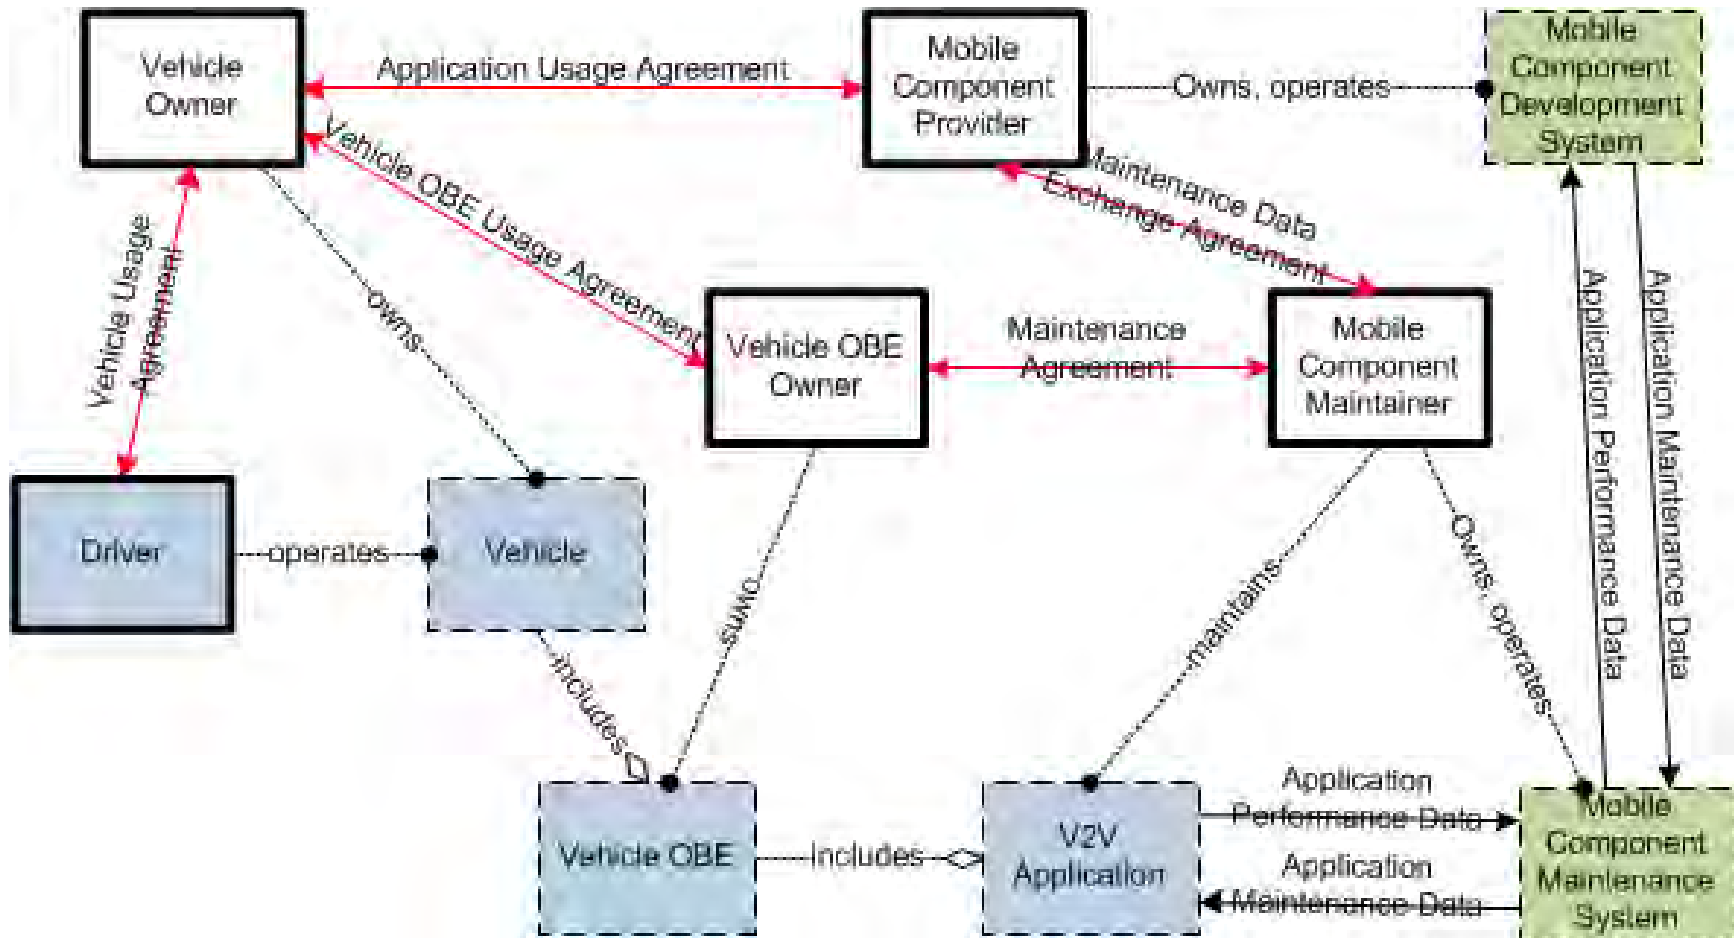 Vehicle
Owner
Application Usage Agreement
Mobile
Component
Provider
Owns, operates
Mobile
Component
Development
System
Vehicle Usage
Agreement
Vehicle OBE Usage Agreement
owns
Maintenance Data
Exchange Agreement
Vehicle OBE
Owner
Maintenance
Agreement
Mobile
Component
Maintainer
Application Performance Data
Application Maintenance Data
Driver
operates
Vehicle
includes
owns
maintains
Owns, operates
Vehicle OBE
includes
V2V
Application
Application
Performance Data
Application
Maintenance Data
Mobile
Component
Maintenance
System